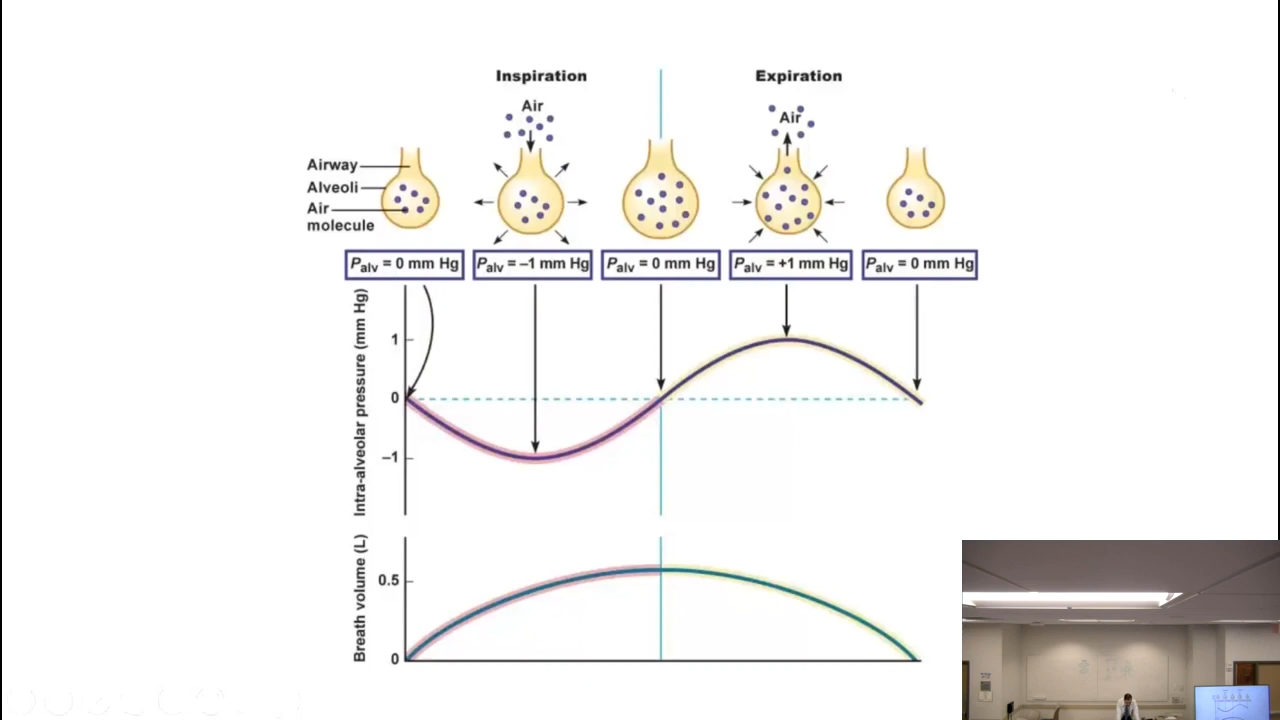 Inspiration
Expiration
Air
Air
Airway
Alveoli
Air
molecule
Palv = 0 mm Hg
Palv = –1 mm Hg
Palv = 0 mm Hg
Palv = +1 mm Hg
Palv = 0 mm Hg
Intra-alveolar pressure (mm Hg)
1
0
–1
Breath volume (L)
0.5
0